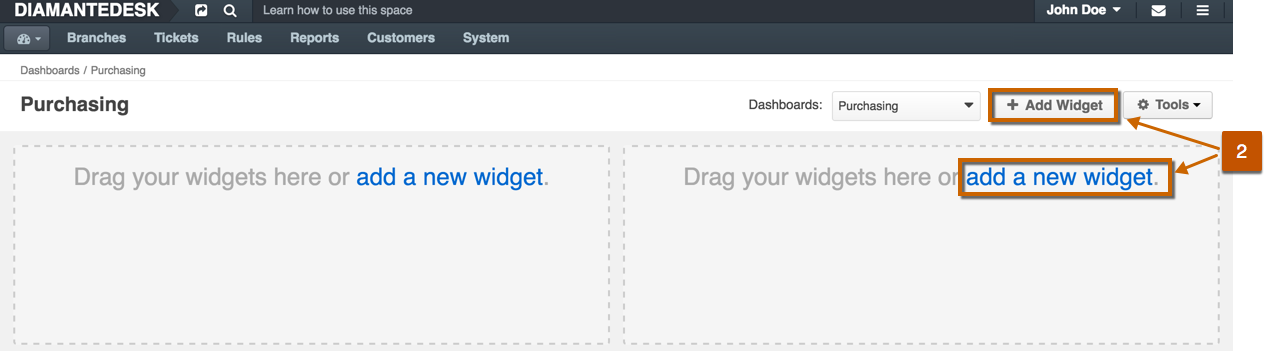 DIAMANTEDESK Learn how to use this space John Doe
Branches Tickets Rules Reports Customers System
Dashboards / Purchasing
Purchasing Dashboards: Purchasing + Add Widget Tools
2
Drag your widgets here or add a new widget. Drag your widgets here or add a new widget.